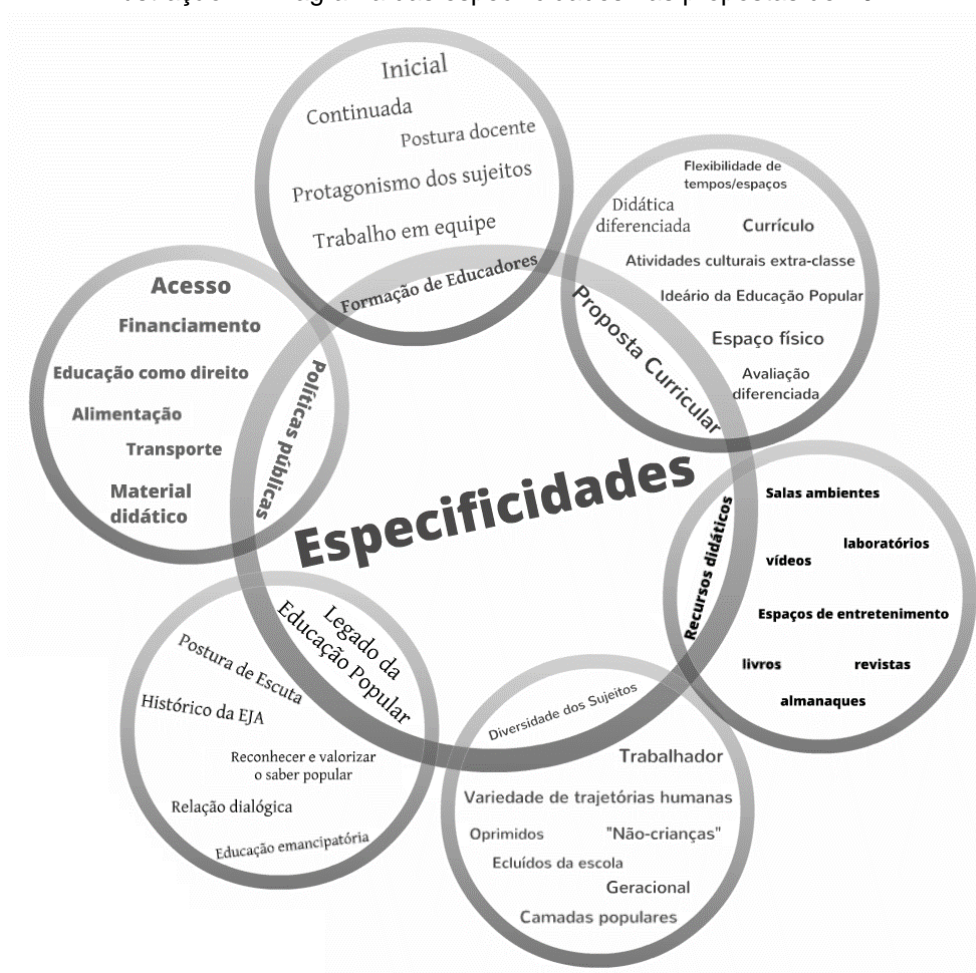 Inicial
Continuada
Postura docente
Protagonismo dos sujeitos
Trabalho em equipe
Formação de Educadores
Flexibilidade de
tempos/espaços
Didática
diferenciada
Currículo
Atividades culturais extra-classe
Ideário da Educação Popular
Espaço físico
Avaliação
diferenciada
Proposta Curricular
Acesso
Financiamento
Educação como direito
Alimentação
Transporte
Material
didático
Políticas públicas
Especificidades
Salas ambientes
laboratórios
vídeos
Espaços de entretenimento
livros
revistas
almanaques
Recursos didáticos
Legado da
Educação Popular
Postura de Escuta
Histórico da EJA
Reconhecer e valorizar
o saber popular
Relação dialógica
Educação emancipatória
Diversidade dos Sujeitos
Trabalhador
Variedade de trajetórias humanas
Oprimidos
"Não-crianças"
Ecluídos da escola
Geracional
Camadas populares